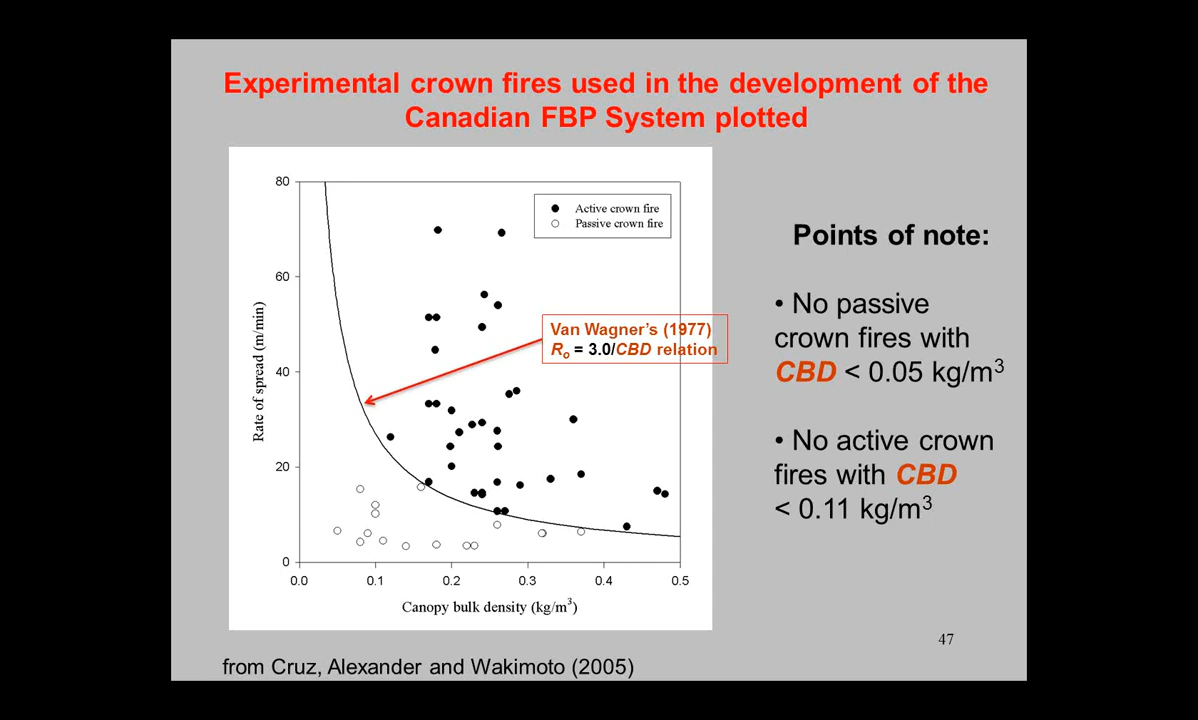 Experimental crown fires used in the development of the
Canadian FBP System plotted
80
60
40
20
0
0.0 0.1 0.2 0.3 0.4 0.5
Rate of spread (m/min)
Canopy bulk density (kg/m³)
Active crown fire
Passive crown fire
Van Wagner’s (1977)
Ro = 3.0/CBD relation
Points of note:
• No passive
crown fires with
CBD < 0.05 kg/m³
• No active crown
fires with CBD
< 0.11 kg/m³
47
from Cruz, Alexander and Wakimoto (2005)